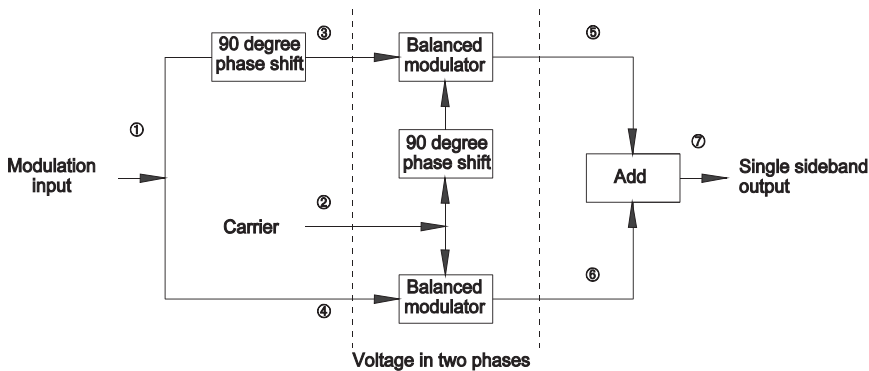 ③
⑤
90 degree
phase shift
Balanced
modulator
①
⑦
90 degree
phase shift
Modulation
input
Add
Single sideband
output
②
Carrier
⑥
Balanced
modulator
④
Voltage in two phases